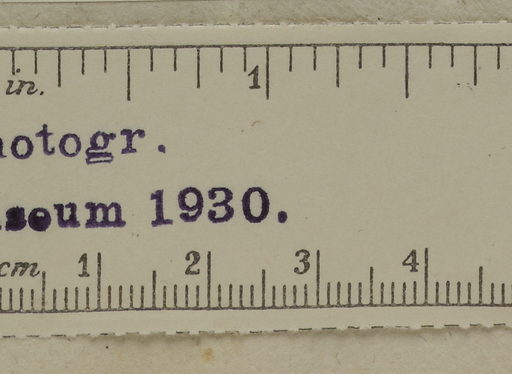 in. 1
otogr.
seum 1930.
cm 1 2 3 4